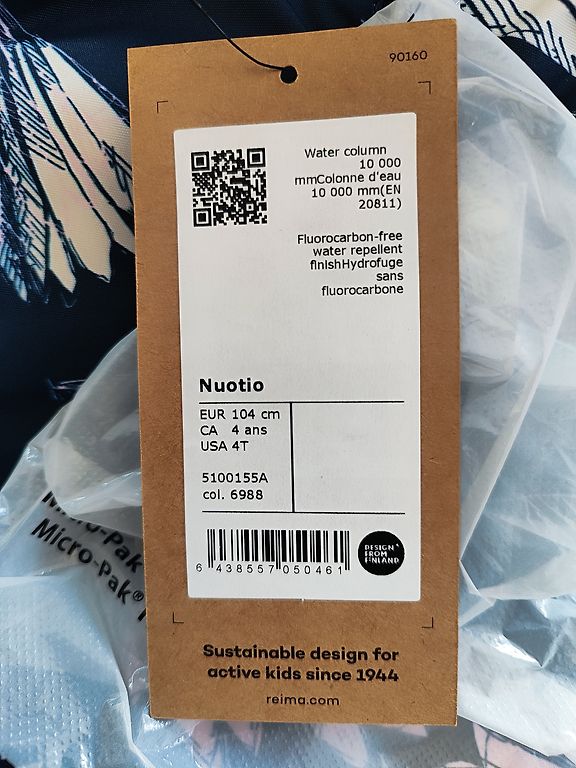 90160
Water column
10 000
mmColonne d'eau
10 000 mm(EN
20811)
Fluorocarbon-free
water repellent
finishHydrofuge
sans
fluorocarbone
Nuotio
EUR 104 cm
CA 4 ans
USA 4T
5100155A
col. 6988
6 438557 050461
DESIGN
FROM
FINLAND
Sustainable design for
active kids since 1944
reima.com
Micro-Pak
Micro-Pak®